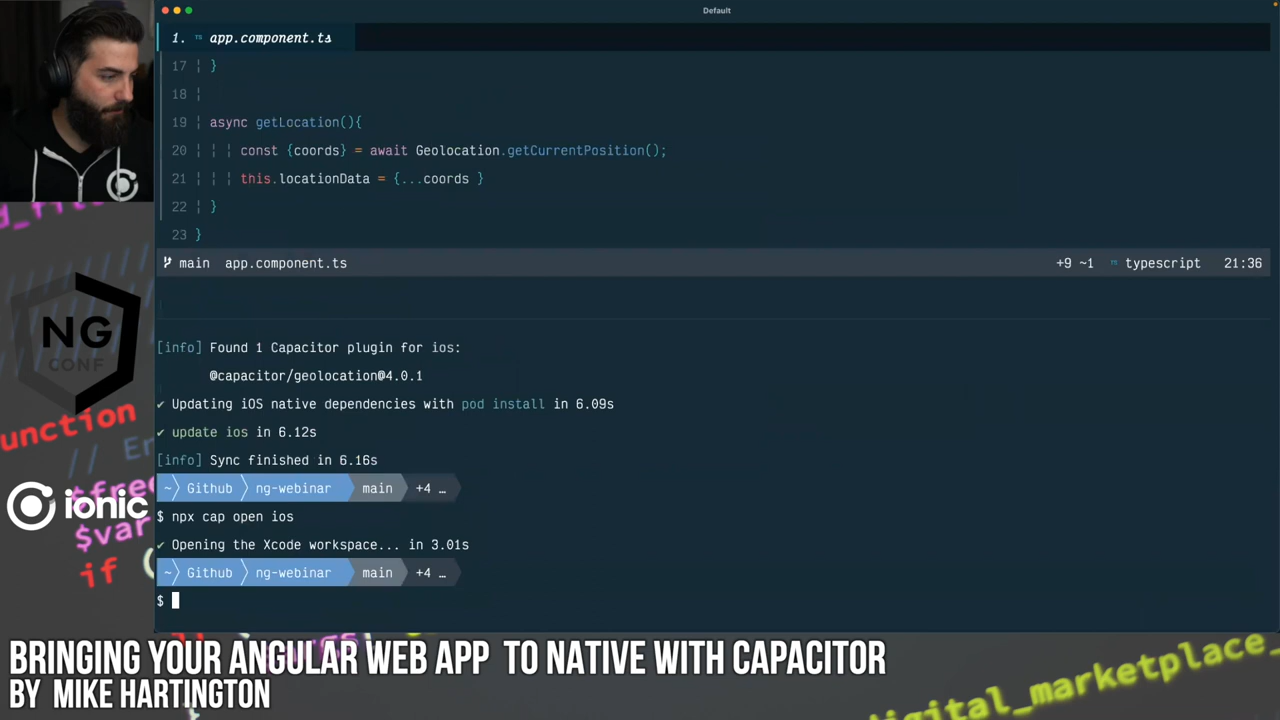 Default
1. TS app.component.ts
17 }
18
19 async getLocation(){
20 const {coords} = await Geolocation.getCurrentPosition();
21 this.locationData = {...coords }
22 }
23 }
main app.component.ts +9 ~1 TS typescript 21:36
[info] Found 1 Capacitor plugin for ios:
@capacitor/geolocation@4.0.1
✔ Updating iOS native dependencies with pod install in 6.09s
✔ update ios in 6.12s
[info] Sync finished in 6.16s
~ Github ng-webinar main +4 …
$ npx cap open ios
✔ Opening the Xcode workspace... in 3.01s
~ Github ng-webinar main +4 …
$
NG
CONF
unction
// En
$free
ionic
$var
if (
digital_marketplace_
BRINGING YOUR ANGULAR WEB APP TO NATIVE WITH CAPACITOR
BY MIKE HARTINGTON